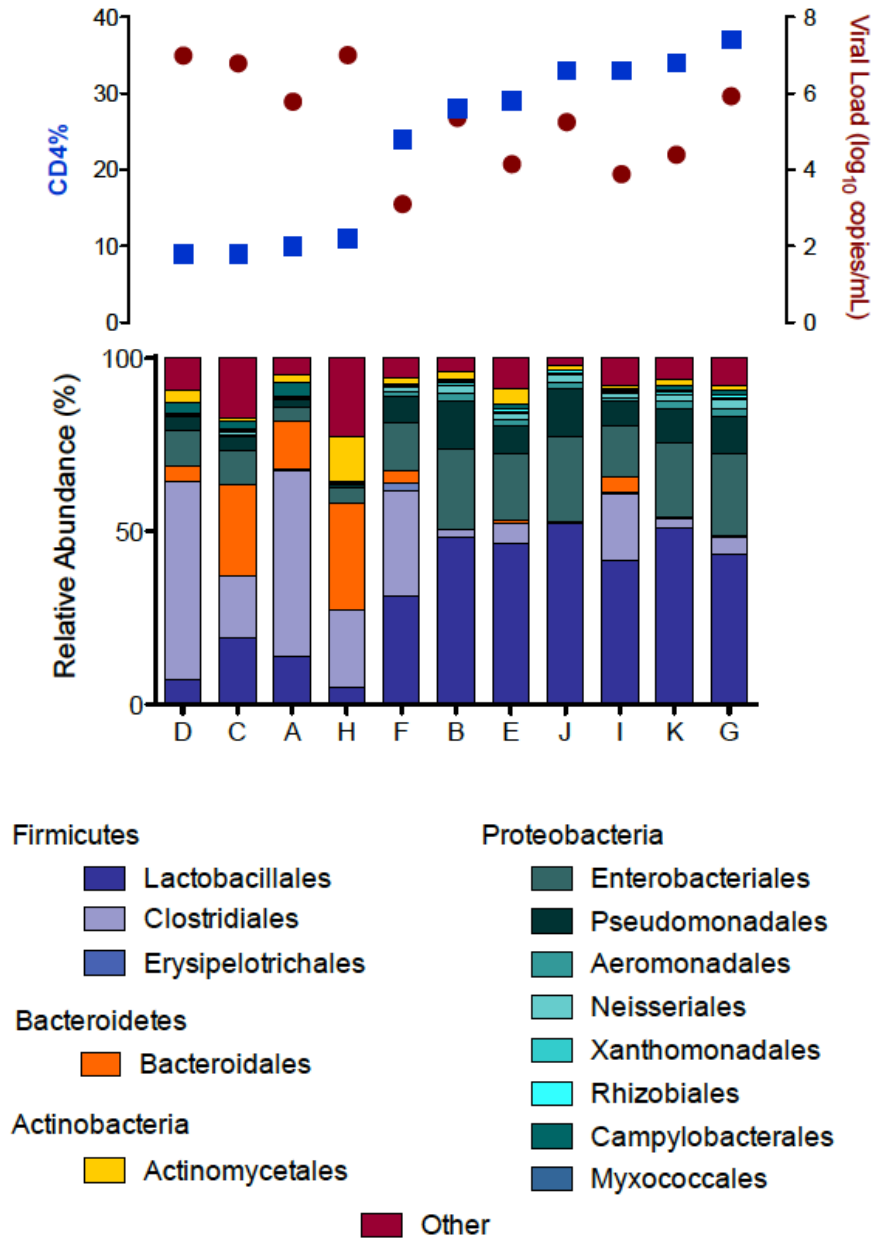 40
30
20
10
0
CD4%
8
6
4
2
0
Viral Load (log10 copies/mL)
100
50
0
Relative Abundance (%)
D C A H F B E J I K G
Firmicutes
Lactobacillales
Clostridiales
Erysipelotrichales
Bacteroidetes
Bacteroidales
Actinobacteria
Actinomycetales
Proteobacteria
Enterobacteriales
Pseudomonadales
Aeromonadales
Neisseriales
Xanthomonadales
Rhizobiales
Campylobacterales
Myxococcales
Other